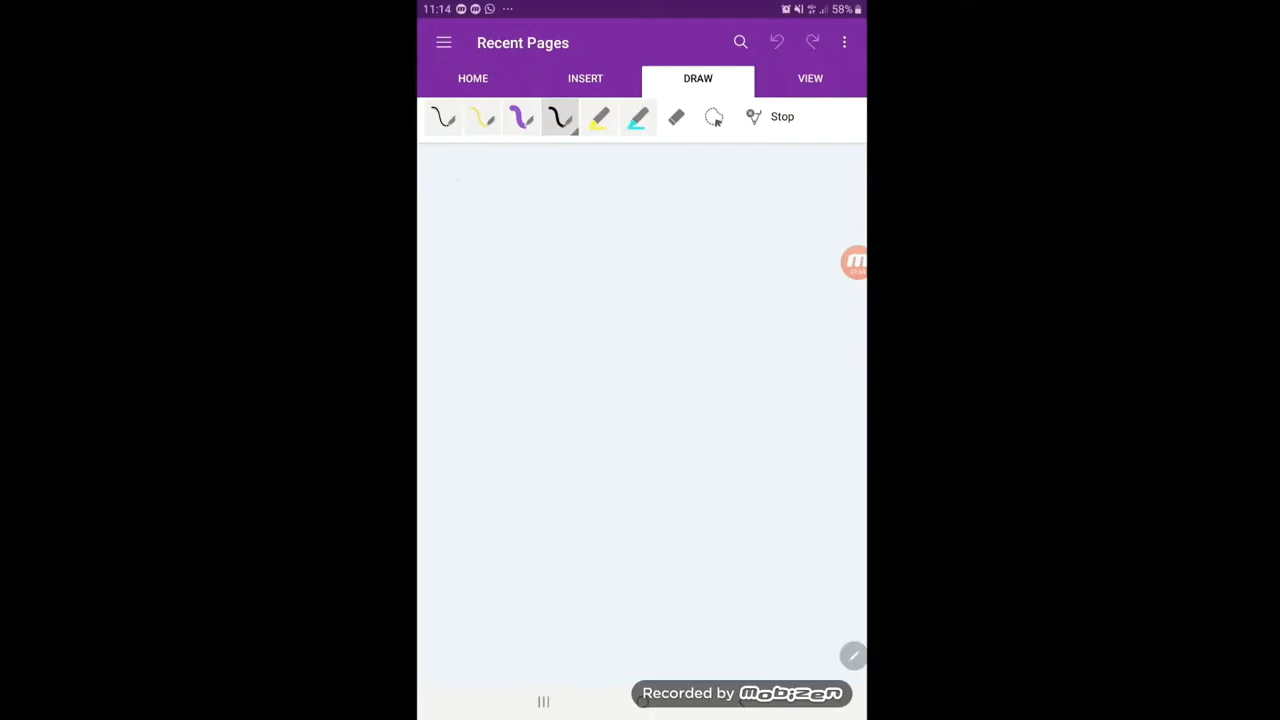 11:14 58%
Recent Pages
HOME INSERT DRAW VIEW
Stop
Recorded by mobizen